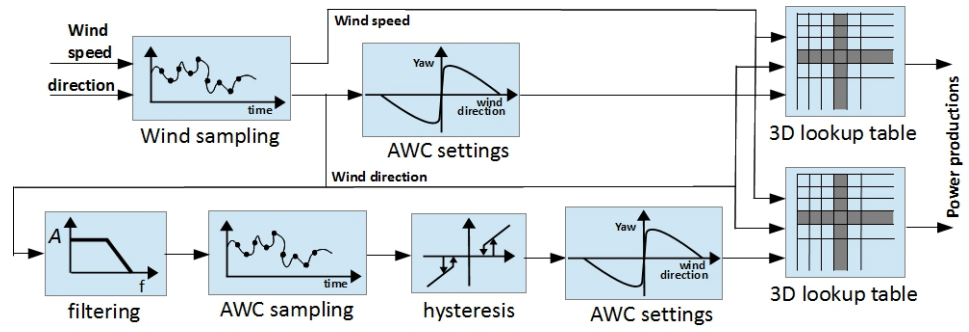 Wind
speed
direction
time
Wind sampling
Wind speed
Yaw
wind
direction
AWC settings
3D lookup table
Power productions
Wind direction
A
f
filtering
time
AWC sampling
hysteresis
Yaw
wind
direction
AWC settings
3D lookup table